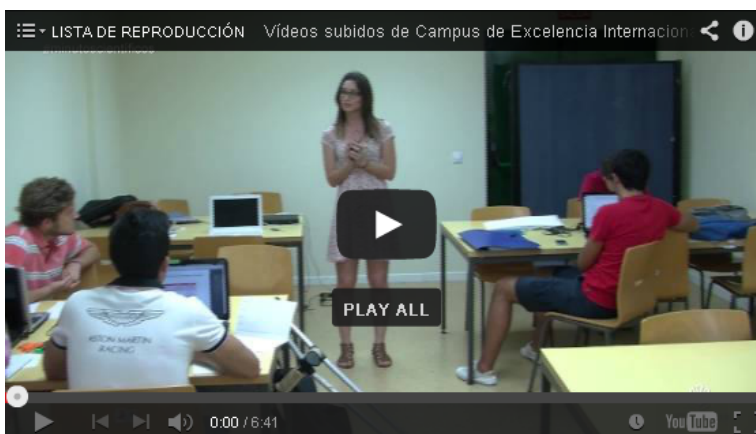 LISTA DE REPRODUCCIÓN Vídeos subidos de Campus de Excelencia Internacion
2minutoscientíficos
ASTON MARTIN
RACING
PLAY ALL
0:00 / 6:41
YouTube